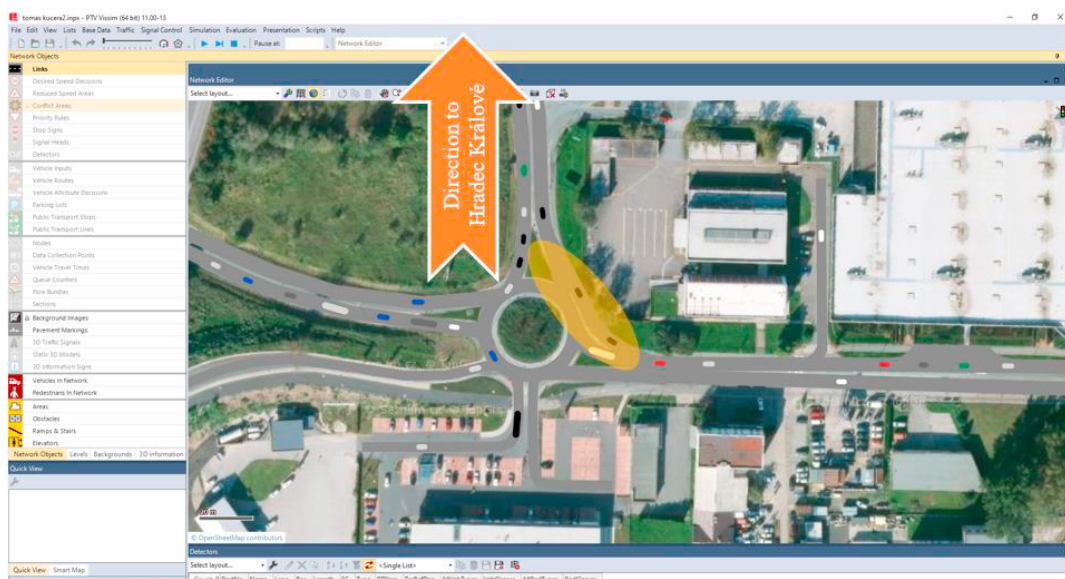 tomas kucera2.inpx - PTV Vissim (64 bit) 11.00-13
File Edit View Lists Base Data Traffic Signal Control Simulation Evaluation Presentation Scripts Help
Pause at: Network Editor
Network Objects
Links
Desired Speed Decisions
Reduced Speed Areas
Conflict Areas
Priority Rules
Stop Signs
Signal Heads
Detectors
Vehicle Inputs
Vehicle Routes
Vehicle Attribute Decisions
Parking Lots
Public Transport Stops
Public Transport Lines
Nodes
Data Collection Points
Vehicle Travel Times
Queue Counters
Flow Bundles
Sections
Background Images
Pavement Markings
3D Traffic Signals
Static 3D Models
3D Information Signs
Vehicles In Network
Pedestrians In Network
Areas
Obstacles
Ramps & Stairs
Elevators
Network Objects Levels Backgrounds 3D Information
Quick View
Quick View Smart Map
Network Editor
Select layout...
Direction to
Hradec Králové
© OpenStreetMap contributors
Detectors
Select layout... <Single List>